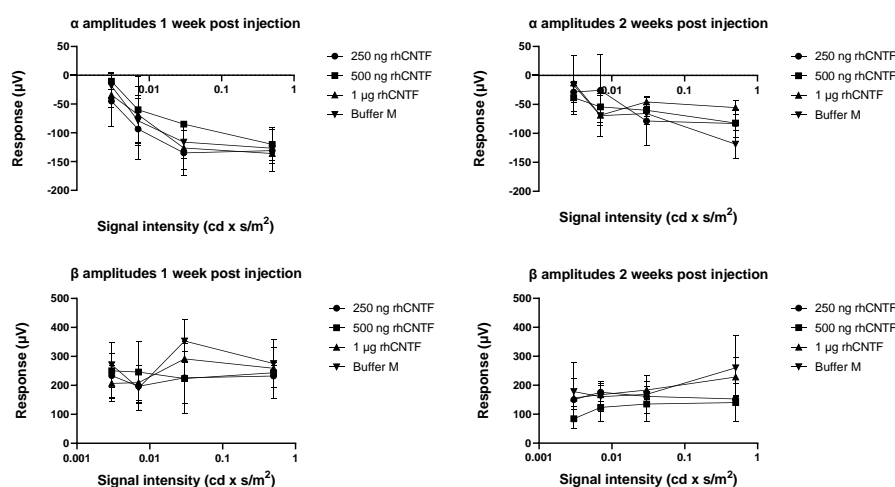 α amplitudes 1 week post injection
50
0
-50
-100
-150
-200
0.01
0.1
1
Response (μV)
Signal intensity (cd x s/m²)
250 ng rhCNTF
500 ng rhCNTF
1 μg rhCNTF
Buffer M
α amplitudes 2 weeks post injection
50
0
-50
-100
-150
-200
0.01
0.1
1
Response (μV)
Signal intensity (cd x s/m²)
250 ng rhCNTF
500 ng rhCNTF
1 μg rhCNTF
Buffer M
β amplitudes 1 week post injection
500
400
300
200
100
0
0.001
0.01
0.1
1
Response (μV)
Signal intensity (cd x s/m²)
250 ng rhCNTF
500 ng rhCNTF
1 μg rhCNTF
Buffer M
β amplitudes 2 weeks post injection
500
400
300
200
100
0
0.001
0.01
0.1
1
Response (μV)
Signal intensity (cd x s/m²)
250 ng rhCNTF
500 ng rhCNTF
1 μg rhCNTF
Buffer M